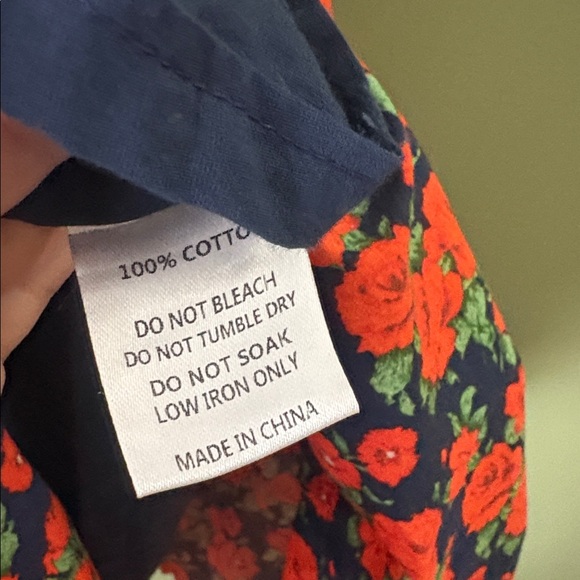 100% COTTO
DO NOT BLEACH
DO NOT TUMBLE DRY
DO NOT SOAK
LOW IRON ONLY
MADE IN CHINA